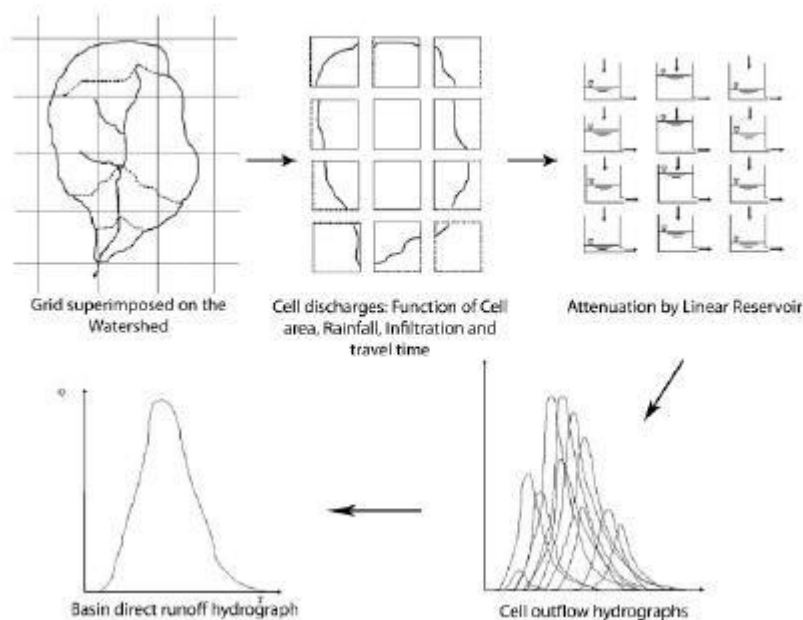 Grid superimposed on the
Watershed
Cell discharges: Function of Cell
area, Rainfall, Infiltration and
travel time
Attenuation by Linear Reservoir
Q
T
Basin direct runoff hydrograph
Cell outflow hydrographs